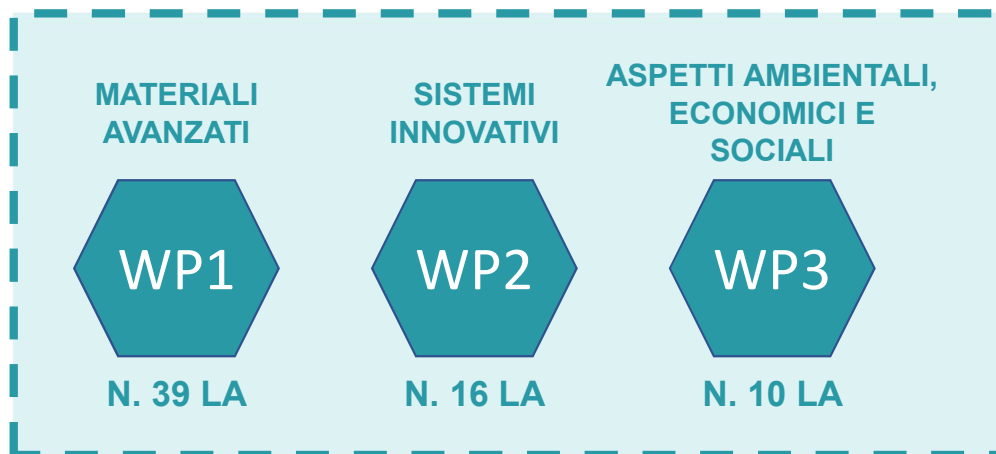 MATERIALI
AVANZATI
WP1
N. 39 LA
SISTEMI
INNOVATIVI
WP2
N. 16 LA
ASPETTI AMBIENTALI,
ECONOMICI E
SOCIALI
WP3
N. 10 LA